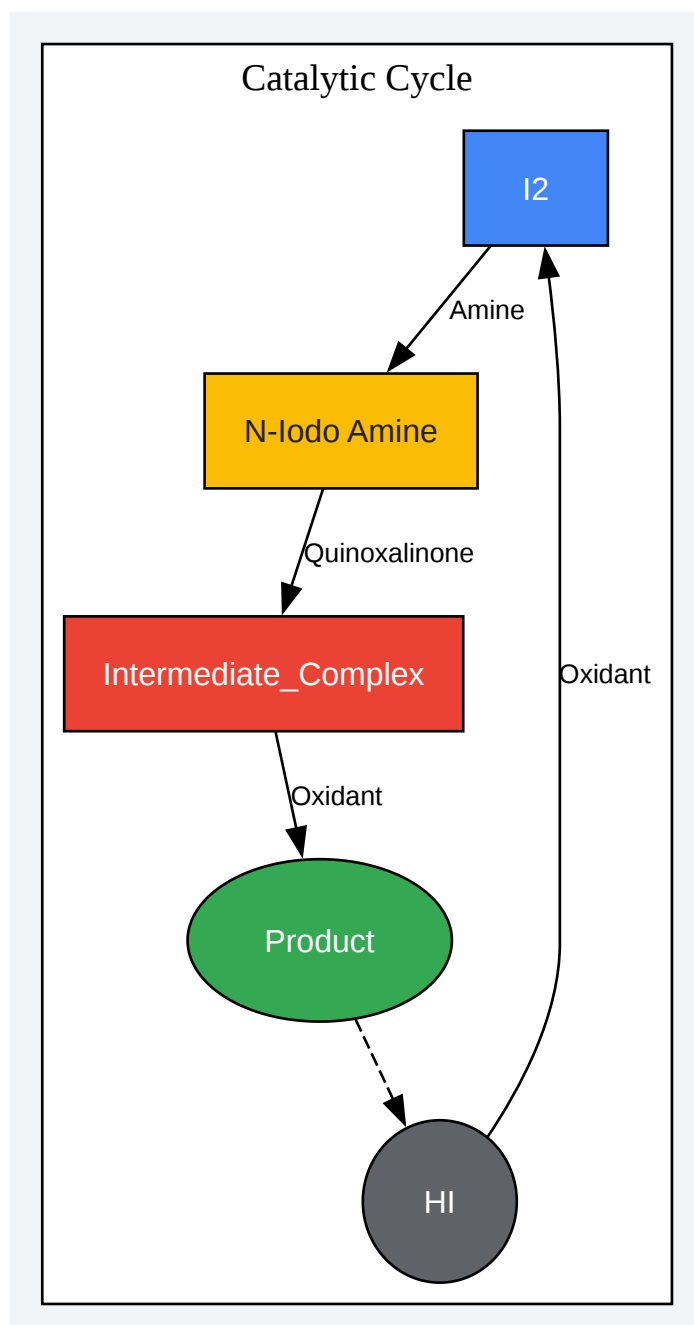 Catalytic Cycle
I2
Amine
N-Iodo Amine
Quinoxalinone
Intermediate_Complex
Oxidant
Oxidant
Product
HI